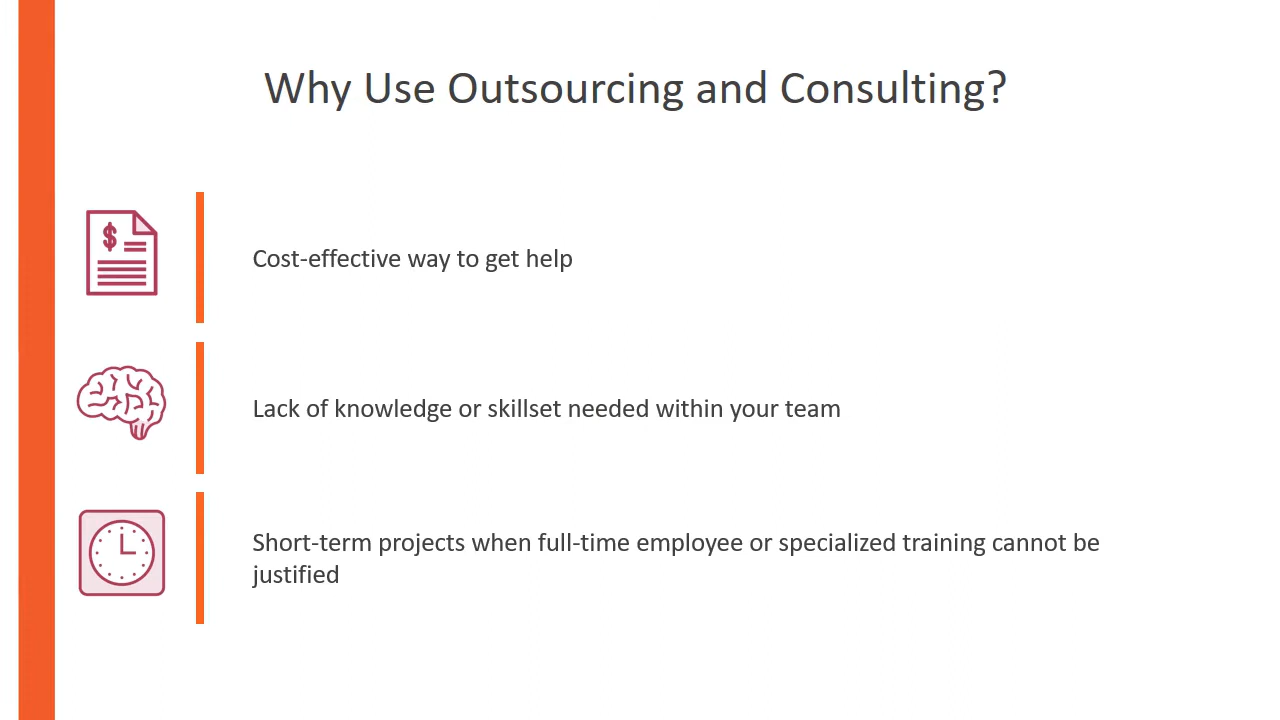 Why Use Outsourcing and Consulting?
$
Cost-effective way to get help
Lack of knowledge or skillset needed within your team
Short-term projects when full-time employee or specialized training cannot be
justified